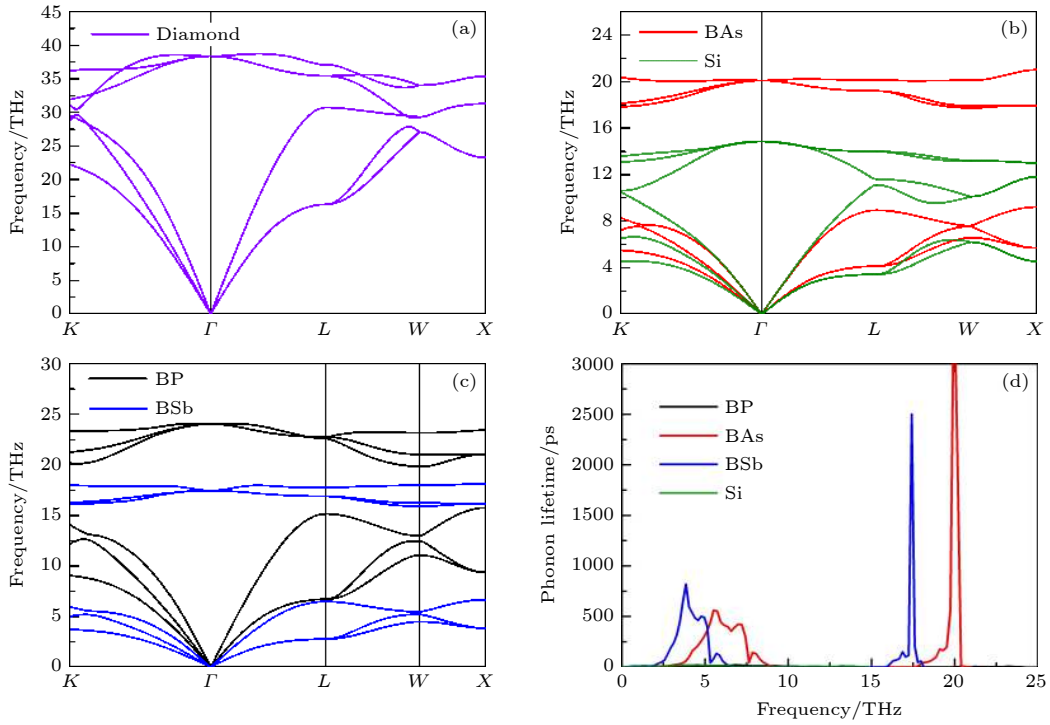 45
40
35
30
25
20
15
10
5
0
Frequency/THz
Diamond
(a)
K Γ L W X
24
20
16
12
8
4
0
Frequency/THz
BAs
Si
(b)
K Γ L W X
30
25
20
15
10
5
0
Frequency/THz
BP
BSb
(c)
K Γ L W X
3000
2500
2000
1500
1000
500
0
Phonon lifetime/ps
BP
BAs
BSb
Si
(d)
0 5 10 15 20 25
Frequency/THz